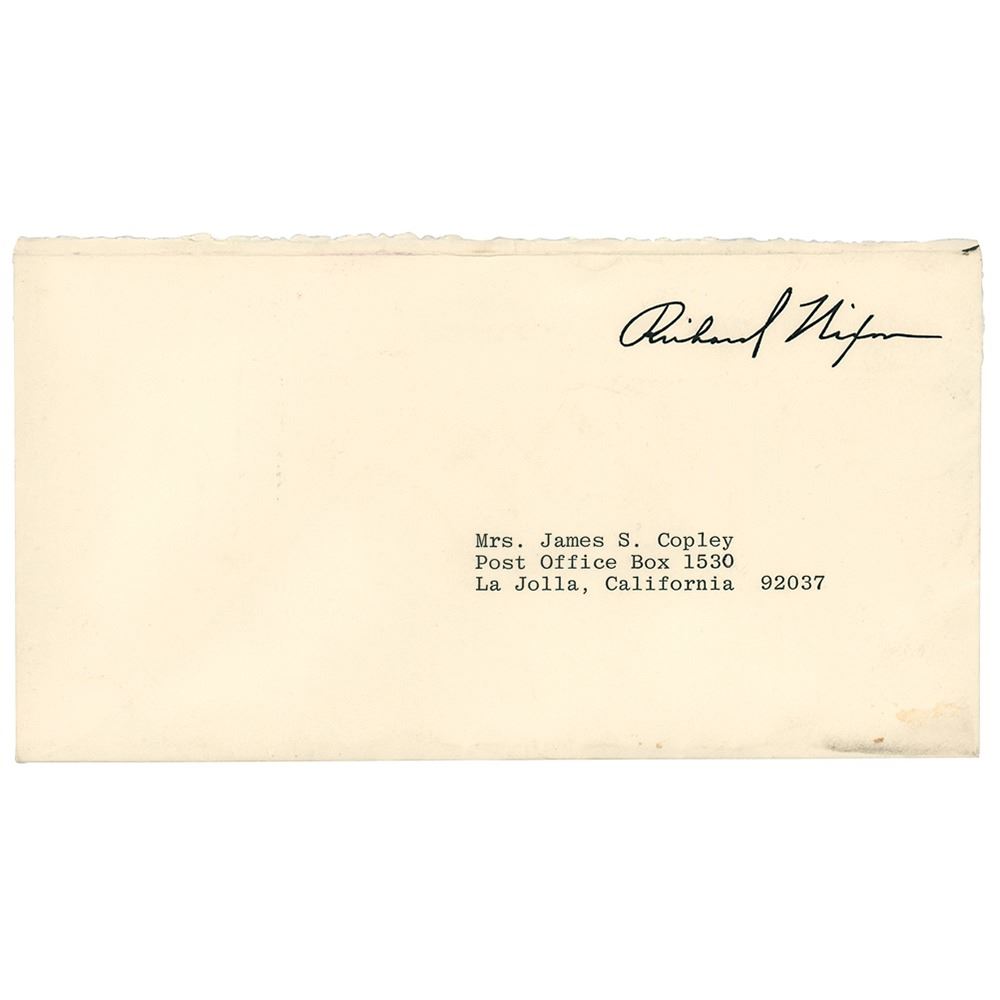 Richard Nixon
Mrs. James S. Copley
Post Office Box 1530
La Jolla, California  92037